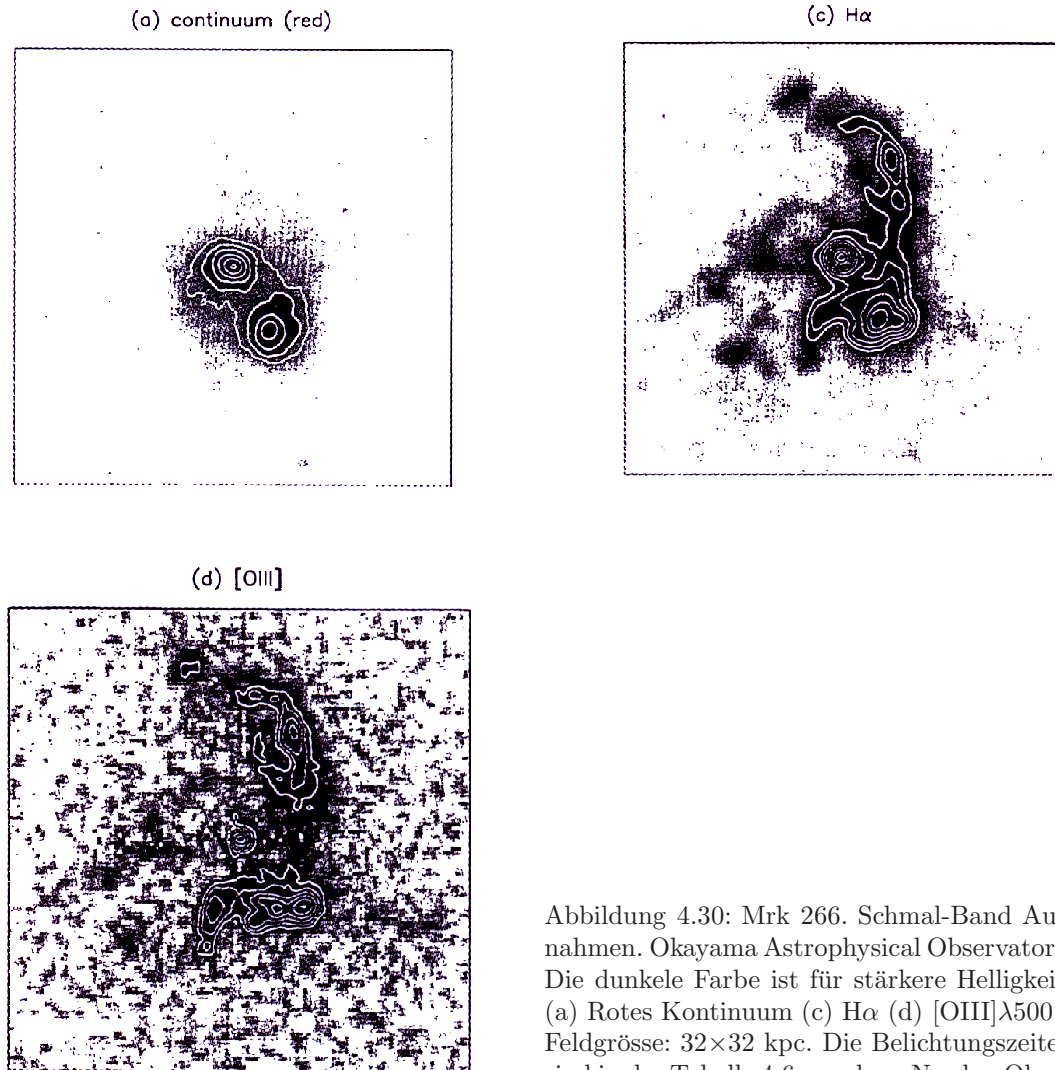 (a) continuum (red)
(c) Hα
(d) [OIII]
Abbildung 4.30: Mrk 266. Schmal-Band Au
nahmen. Okayama Astrophysical Observator
Die dunkele Farbe ist für stärkere Helligkei
(a) Rotes Kontinuum (c) Hα (d) [OIII]λ500
Feldgrösse: 32×32 kpc. Die Belichtungszeite